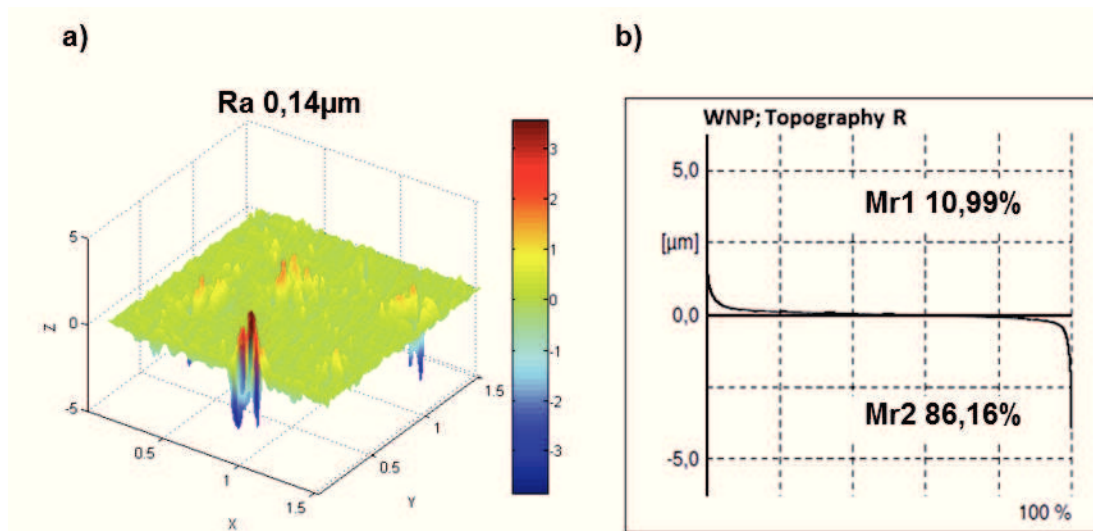 a)
Ra 0,14µm
5
0
-5
Z
0.5
1
1.5
X
0.5
1
1.5
Y
3
2
1
0
-1
-2
-3
b)
WNP; Topography R
5,0
Mr1 10,99%
[µm]
0,0
Mr2 86,16%
-5,0
100 %